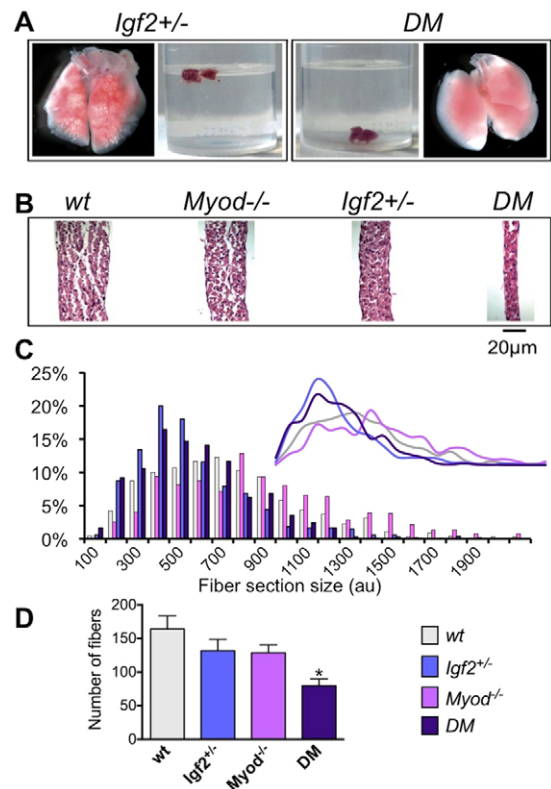 A Igf2+/- DM
B wt Myod-/- Igf2+/- DM
20µm
C
25%
20%
15%
10%
5%
0%
100 300 500 700 900 1100 1300 1500 1700 1900
Fiber section size (au)
D
Number of fibers
200
150
100
50
0
*
wt Igf2+/- Myod-/- DM
wt
Igf2+/-
Myod-/-
DM